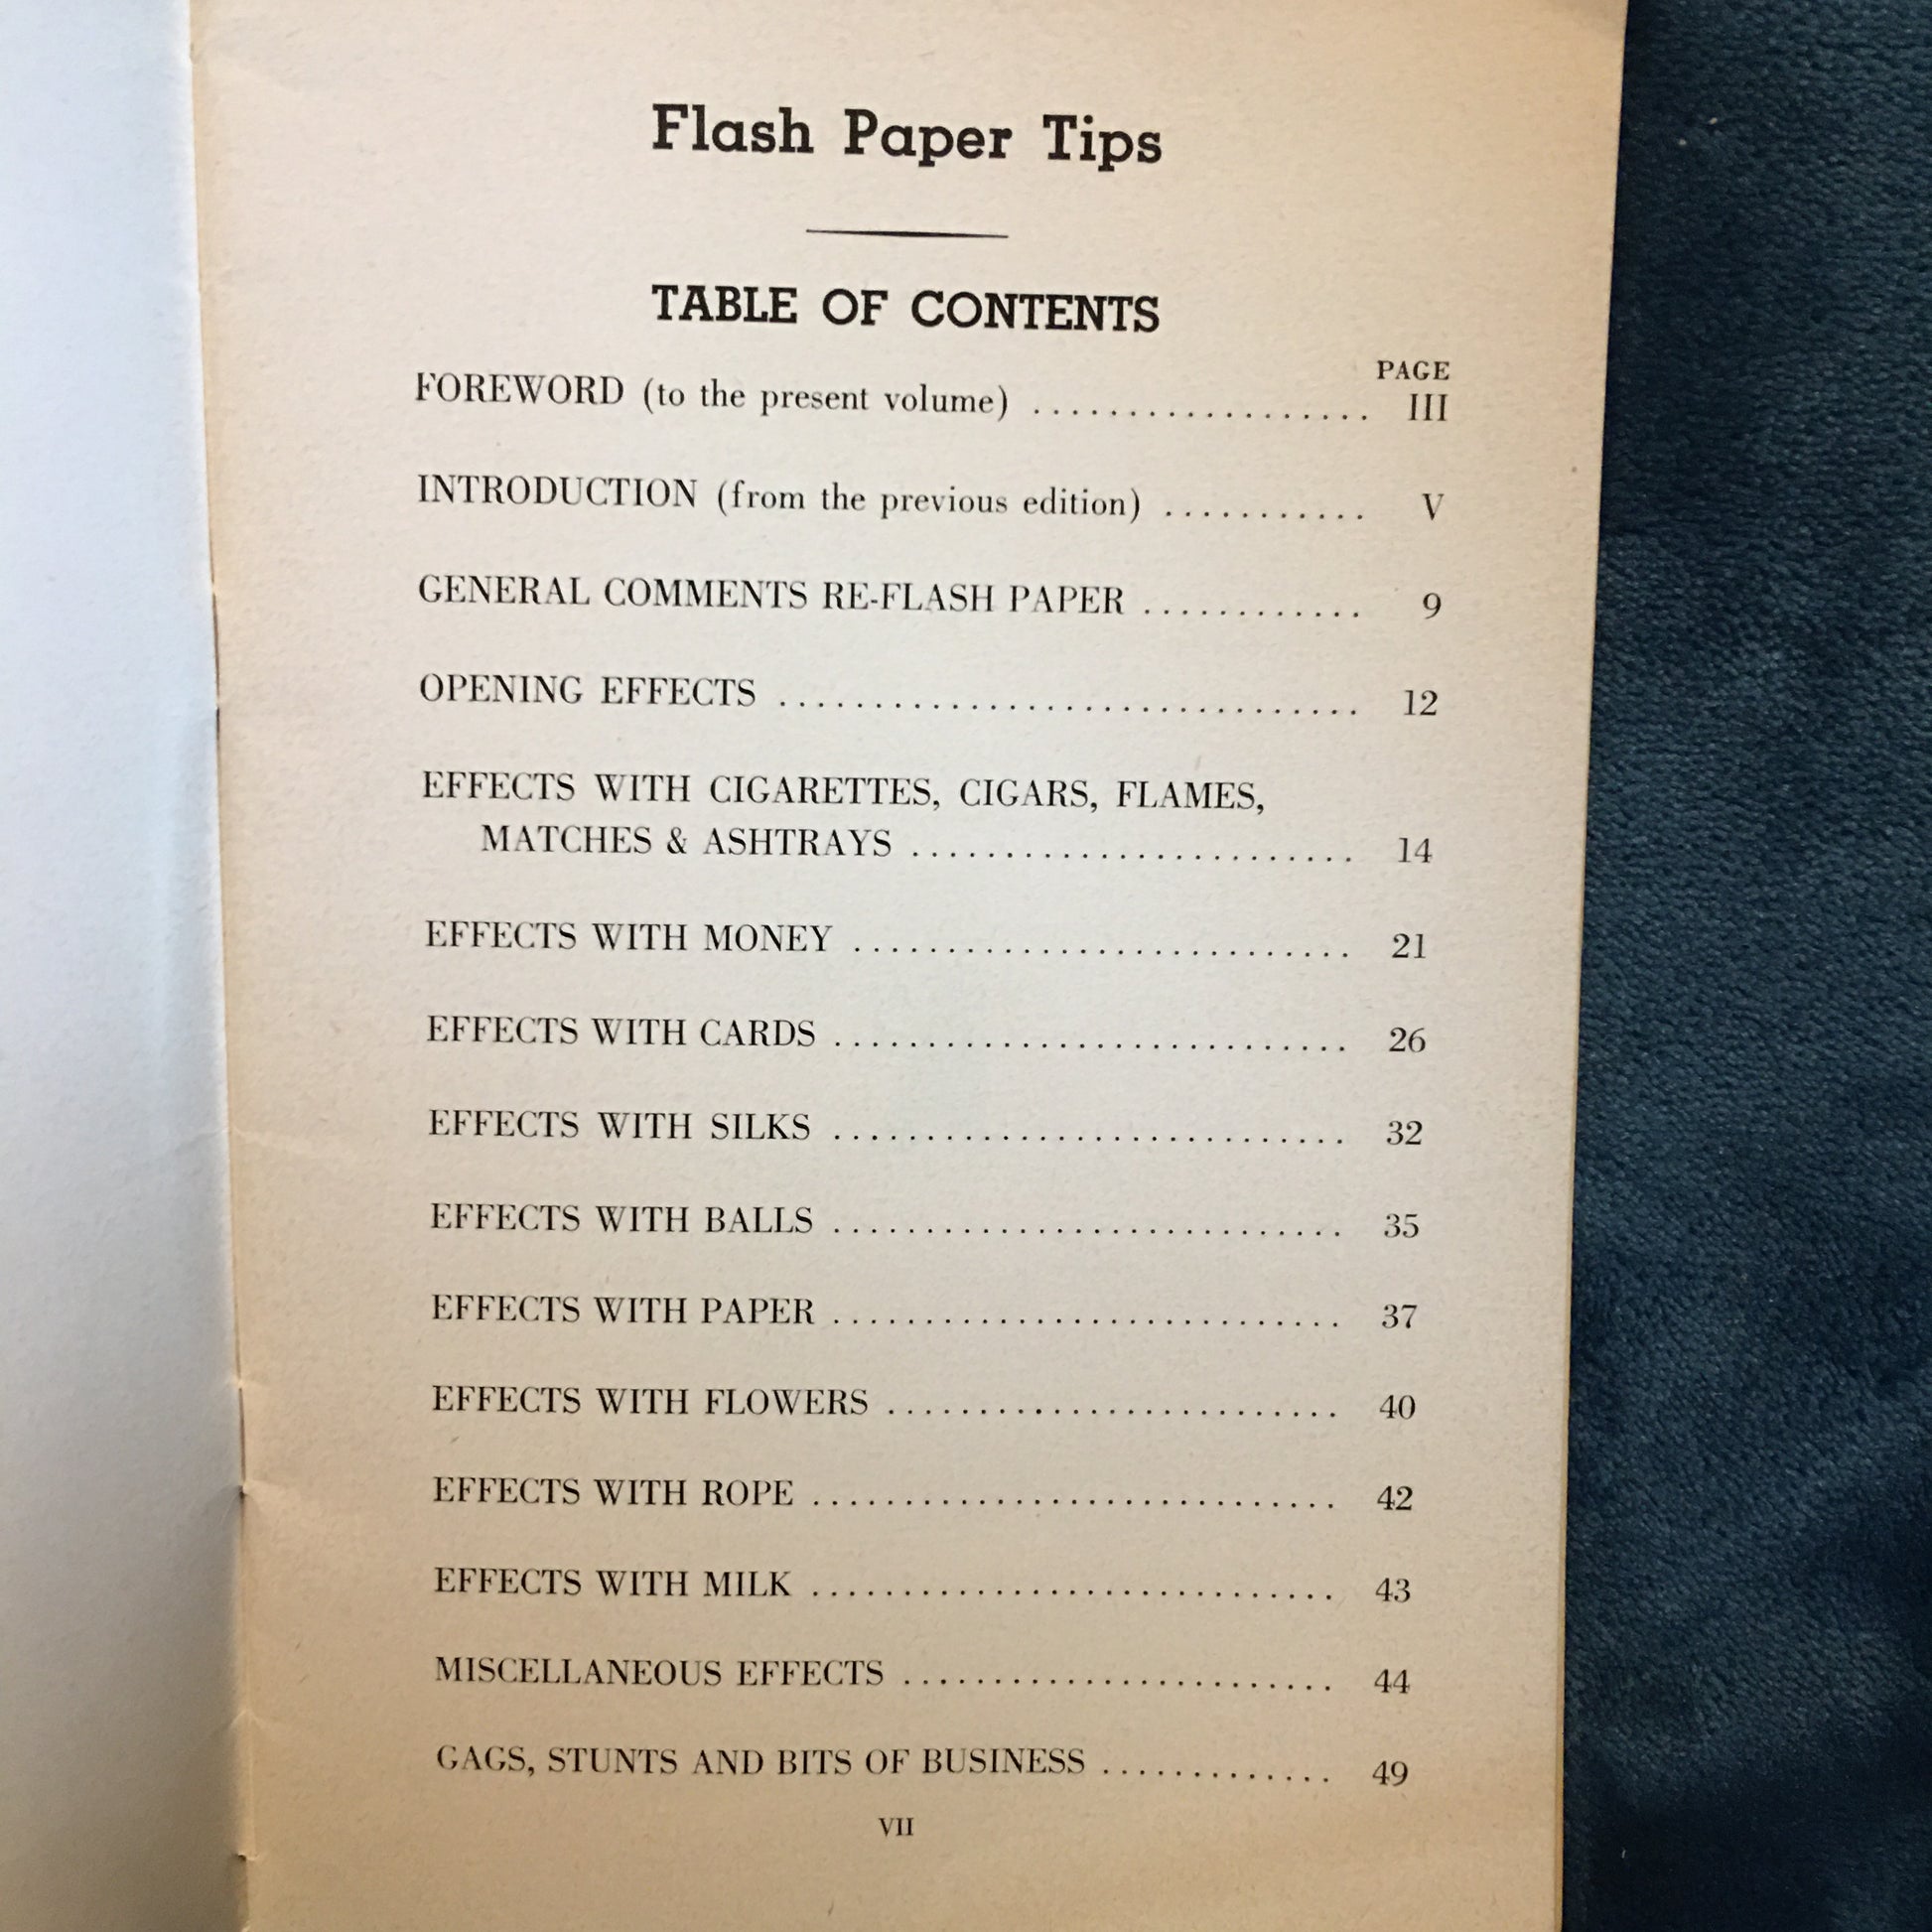 Flash Paper Tips
TABLE OF CONTENTS
PAGE
FOREWORD (to the present volume) .................. III
INTRODUCTION (from the previous edition) ........... V
GENERAL COMMENTS RE-FLASH PAPER ............ 9
OPENING EFFECTS ............................... 12
EFFECTS WITH CIGARETTES, CIGARS, FLAMES,
MATCHES & ASHTRAYS ........................ 14
EFFECTS WITH MONEY ........................... 21
EFFECTS WITH CARDS ............................ 26
EFFECTS WITH SILKS ............................ 32
EFFECTS WITH BALLS ............................ 35
EFFECTS WITH PAPER ............................ 37
EFFECTS WITH FLOWERS ......................... 40
EFFECTS WITH ROPE ............................. 42
EFFECTS WITH MILK ............................. 43
MISCELLANEOUS EFFECTS ........................ 44
GAGS, STUNTS AND BITS OF BUSINESS ............. 49
VII